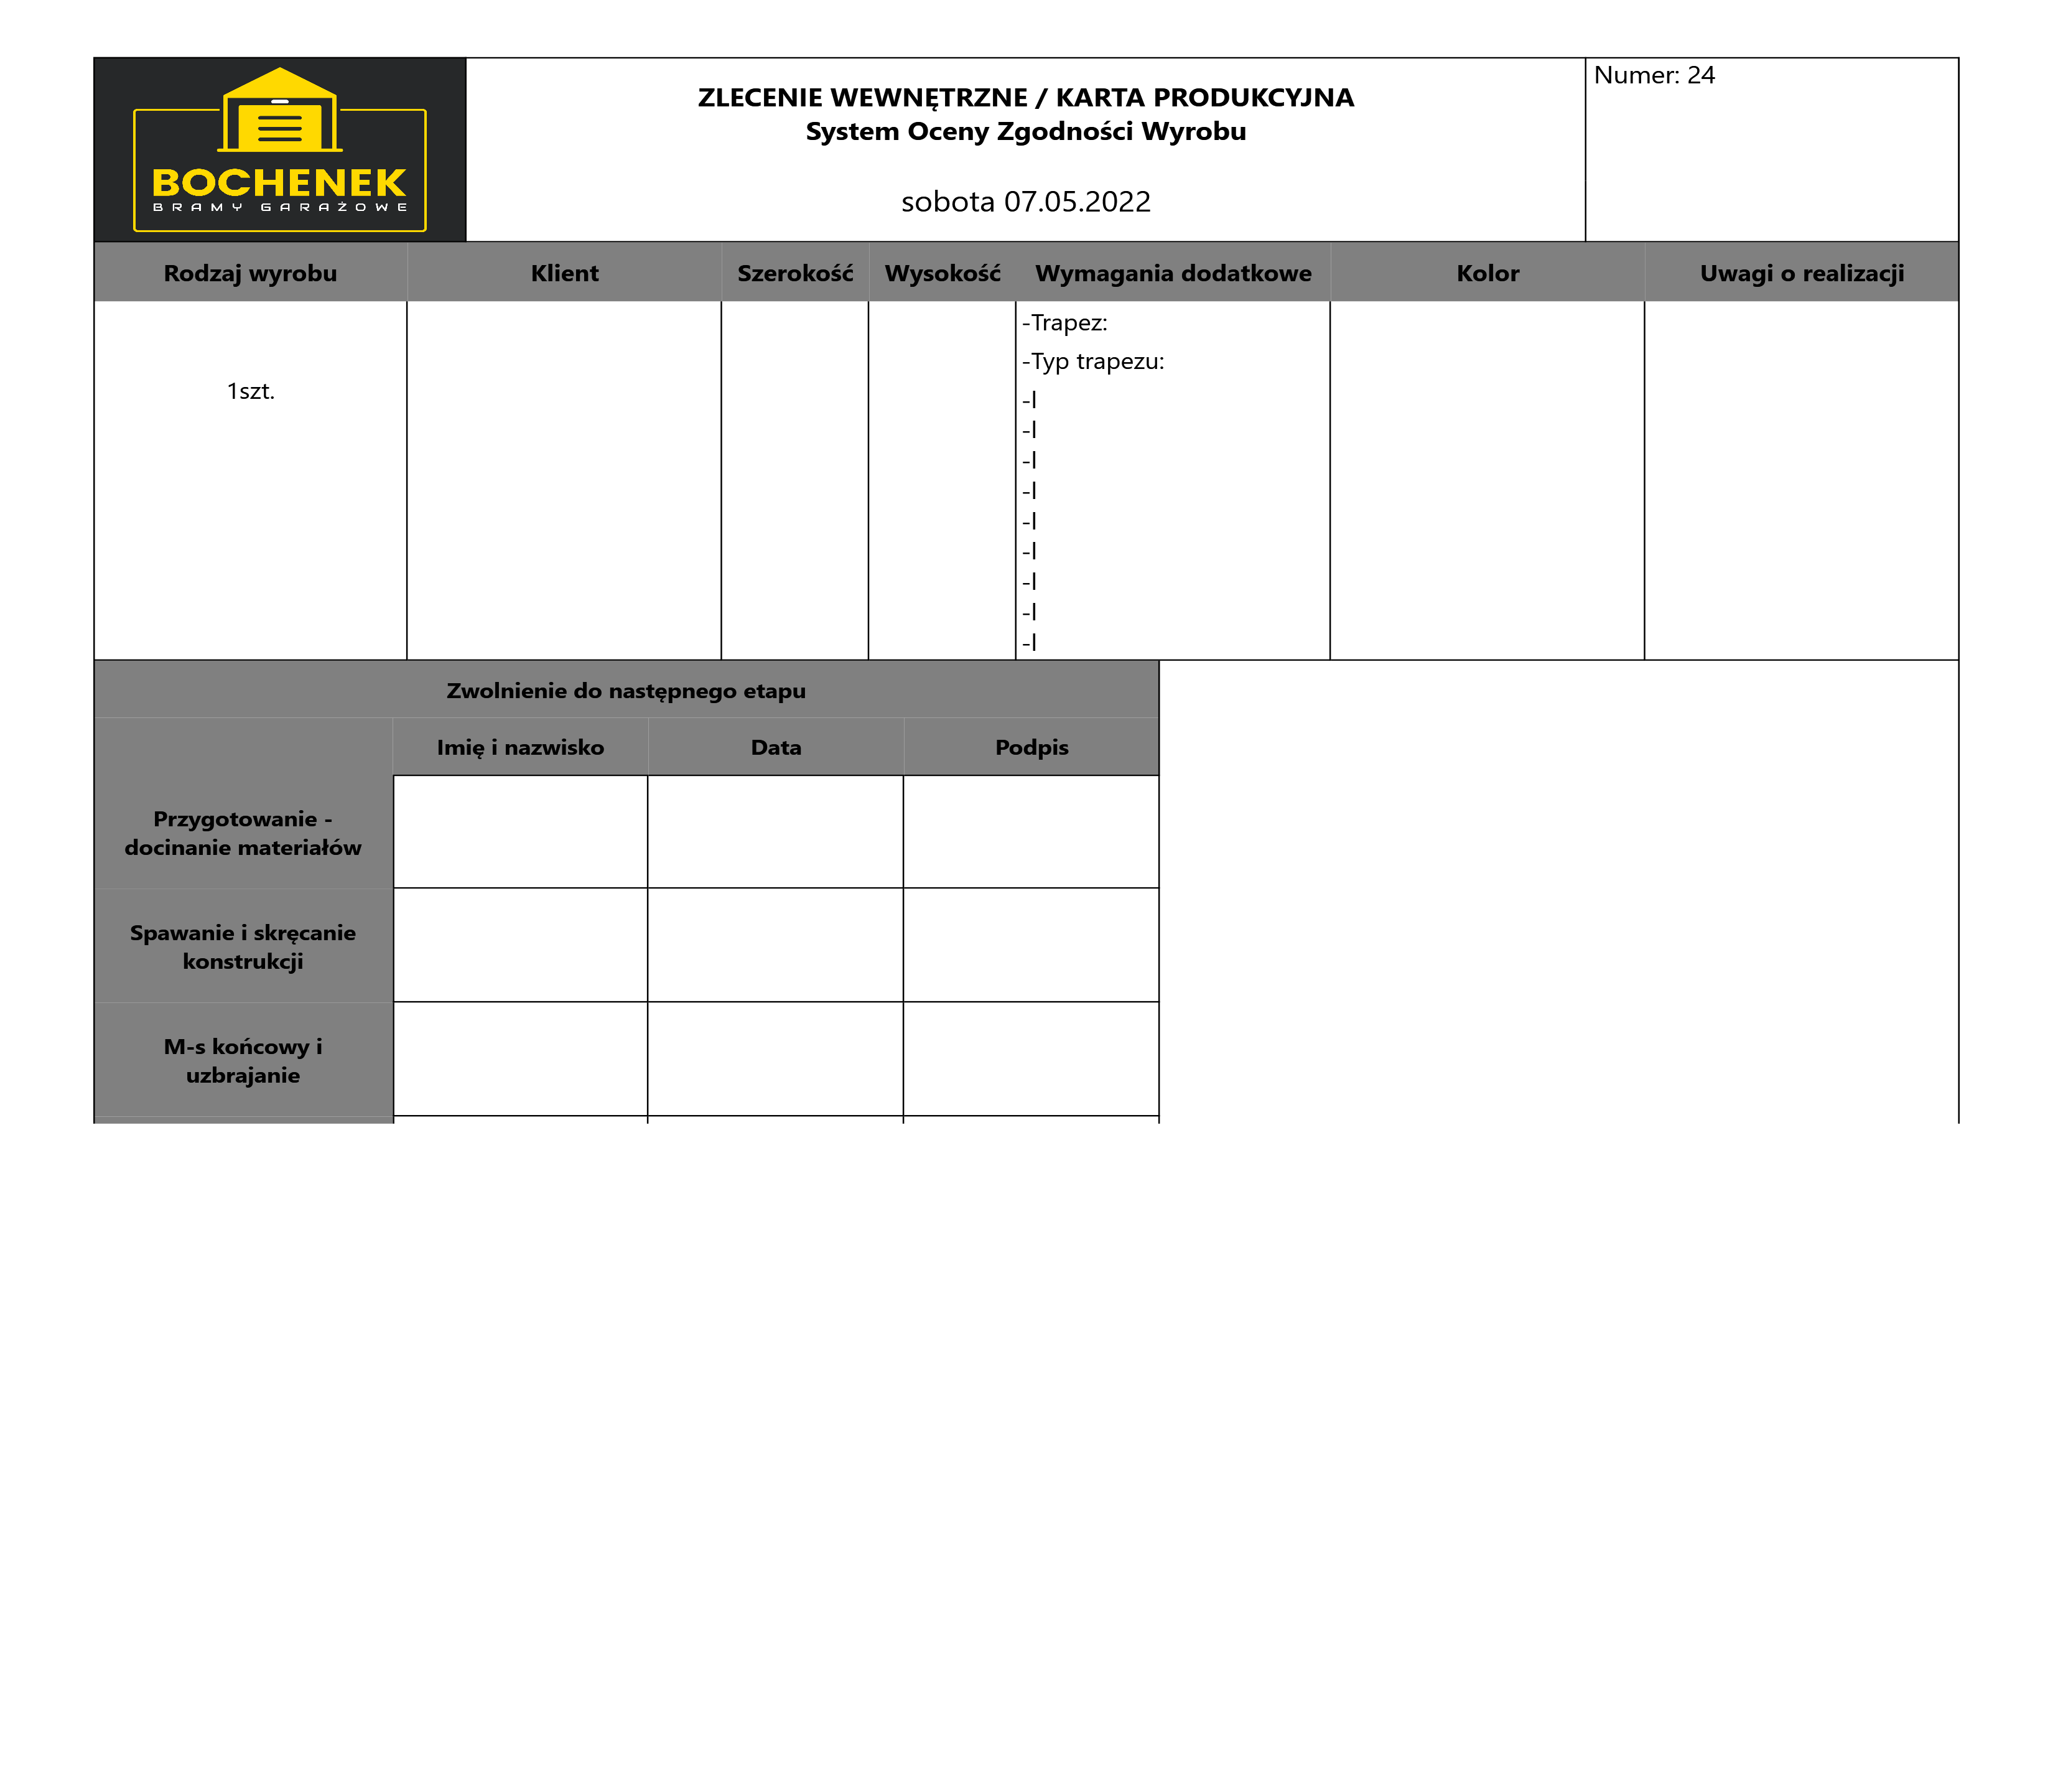 BOCHENEK
BRAMY GARAŻOWE
ZLECENIE WEWNĘTRZNE / KARTA PRODUKCYJNA
System Oceny Zgodności Wyrobu
sobota 07.05.2022
Numer: 24
Rodzaj wyrobu Klient Szerokość Wysokość Wymagania dodatkowe Kolor Uwagi o realizacji
1szt.
-Trapez:
-Typ trapezu:
-I
-I
-I
-I
-I
-I
-I
-I
-I
Zwolnienie do następnego etapu
Imię i nazwisko Data Podpis
Przygotowanie -
docinanie materiałów
Spawanie i skręcanie
konstrukcji
M-s końcowy i
uzbrajanie